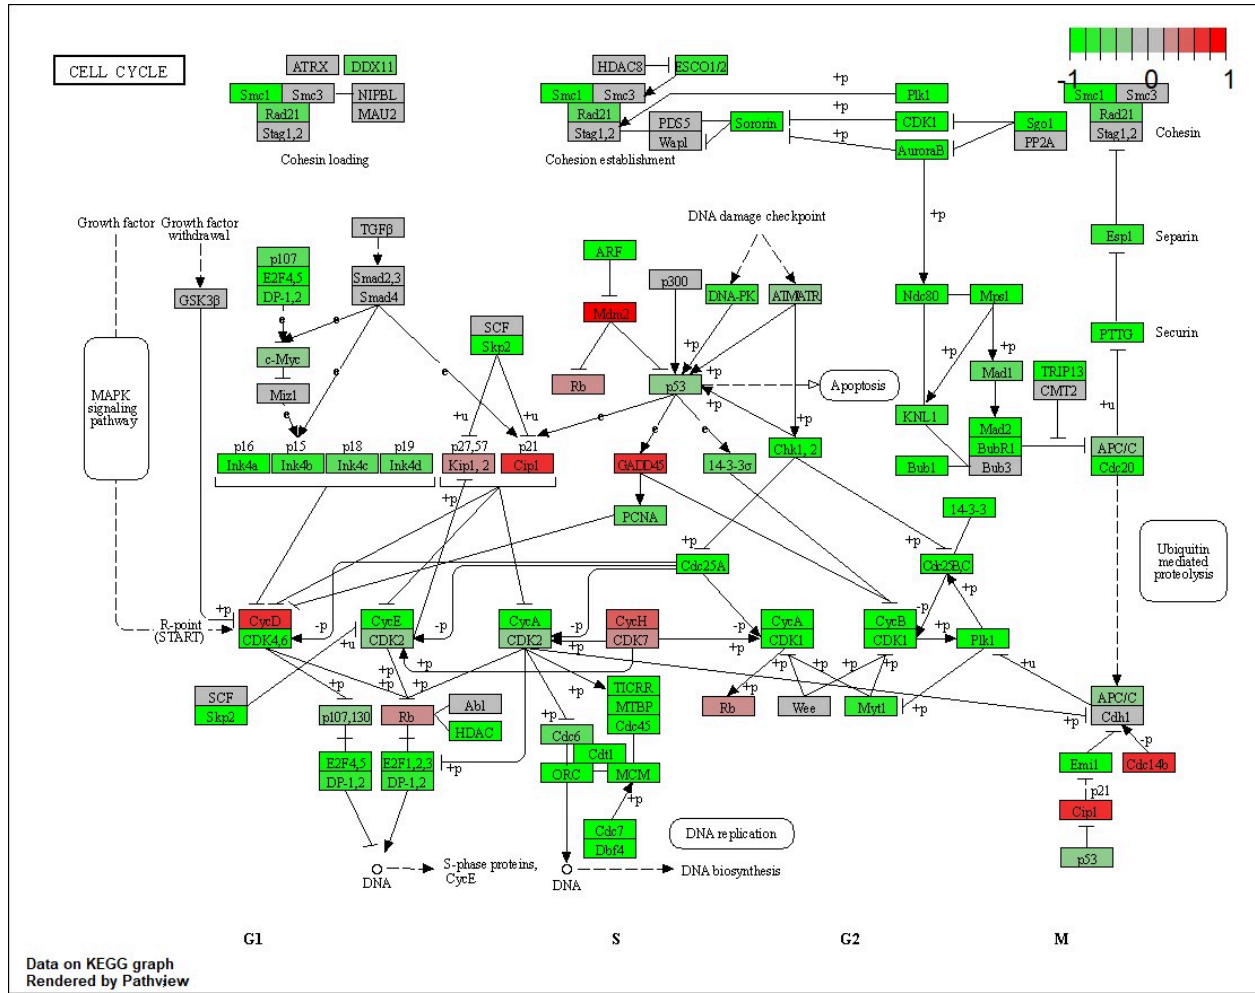 CELL CYCLE
-1 0 1
ATRX DDX11
Smc1 Smc3 NIPBL
Rad21 MAU2
Stag1,2
Cohesin loading
HDAC8 ESCO1/2
Smc1 Smc3
Rad21
Stag1,2
PDS5 Sororin
Wapl
Cohesion establishment
+p Plk1
+p CDK1
+p AuroraB
Sgo1
PP2A
Smc1 Smc3
Rad21
Stag1,2
Cohesin
Growth factor
Growth factor
withdrawal
GSK3β
MAPK
signaling
pathway
p107
E2F4,5
DP-1,2
e
c-Myc
Miz1
e
TGFβ
Smad2,3
Smad4
e
e
e
SCF
Skp2
+u
+u
ARF
Mdm2
Rb
p300
DNA damage checkpoint
DNA-PK
ATMATR
+p
+p
+p
+p
p53
Apoptosis
e
e
e
+p
Ndc80
Mps1
+p
+p
Mad1
KNL1
Mad2
BubR1
Bub3
Bub1
TRIP13
CMT2
Esp1
Separin
PTTG
Securin
+u
APC/C
Cdc20
p16
Ink4a
p15
Ink4b
p18
Ink4c
p19
Ink4d
p27,57
Kip1, 2
p21
Cip1
+p
GADD45
14-3-3σ
Chk1, 2
PCNA
14-3-3
+p
Cdc25A
+p
Cdc25B,C
Ubiquitin
mediated
proteolysis
R-point
(START)
+p
CycD
CDK4,6
-p
+u
CycE
CDK2
-p
CycA
CDK2
-p
+p
CycH
CDK7
-p
+p
CycA
CDK1
CycB
CDK1
-p
+p
Plk1
+u
+p
+p
+p
+p
+p
+p
+p
+p
+p
+p
SCF
Skp2
p107,130
Rb
Abl
HDAC
E2F4,5
DP-1,2
E2F1,2,3
DP-1,2
+p
Cdc6
Cdt1
ORC
MCM
TICRR
MTBP
Cdc45
+p
Cdc7
Dbf4
Rb
Wee
Myt1
+p
APC/C
Cdh1
-p
Emi1
Cdc14b
p21
Cip1
p53
DNA replication
DNA
S-phase proteins,
CycE
DNA
DNA biosynthesis
G1 S G2 M
Data on KEGG graph
Rendered by Pathview